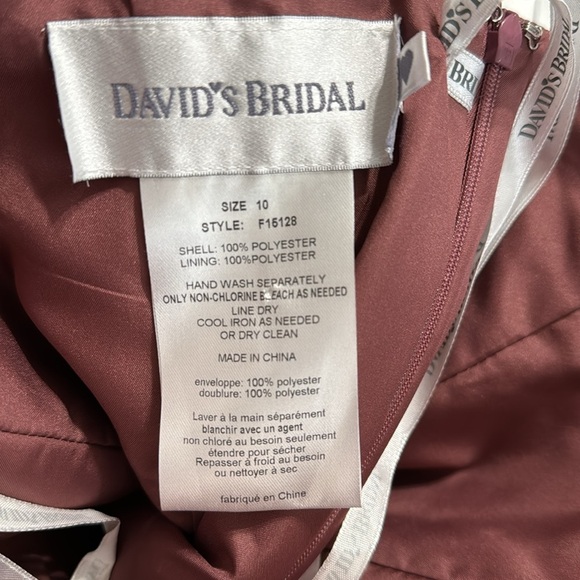 DAVID'S BRIDAL
SIZE 10
STYLE: F15128
SHELL: 100% POLYESTER
LINING: 100%POLYESTER
HAND WASH SEPARATELY
ONLY NON-CHLORINE BLEACH AS NEEDED
LINE DRY
COOL IRON AS NEEDED
OR DRY CLEAN
MADE IN CHINA
enveloppe: 100% polyester
doublure: 100% polyester
Laver à la main séparément
blanchir avec un agent
non chloré au besoin seulement
étendre pour sécher
Repasser à froid au besoin
ou nettoyer à sec
fabriqué en Chine
D'S BRIDAL
BRI
DAVID'S BRIDAL